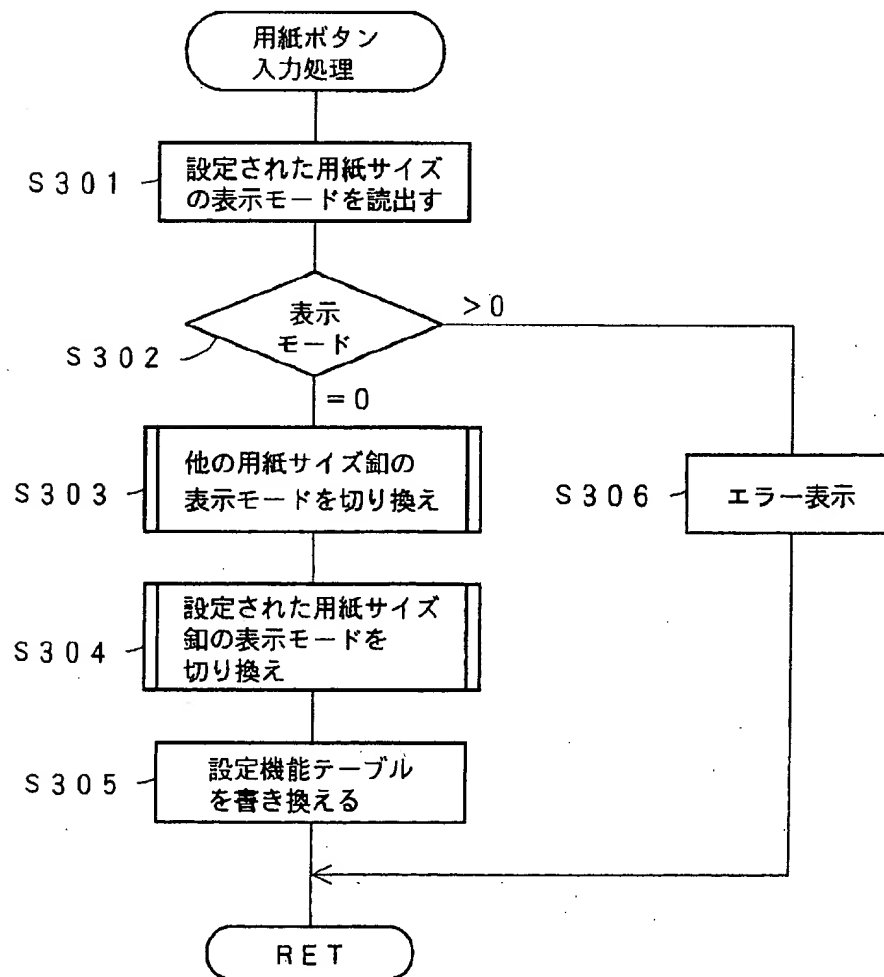 用紙ボタン
入力処理
S301
設定された用紙サイズ
の表示モードを読出す
表示
モード
>0
S302
=0
他の用紙サイズ釦の
表示モードを切り換え
S303
S306
エラー表示
設定された用紙サイズ
釦の表示モードを
切り換え
S304
設定機能テーブル
を書き換える
S305
RET